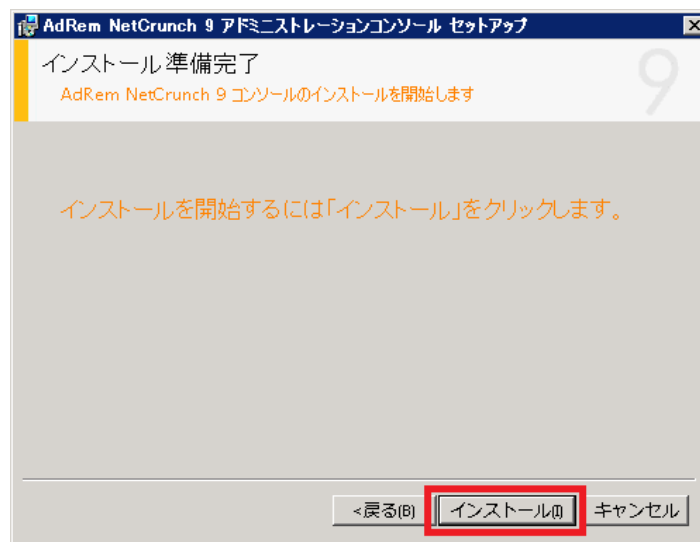 AdRem NetCrunch 9 アドミニストレーションコンソール セットアップ
インストール準備完了
AdRem NetCrunch 9 コンソールのインストールを開始します
9
インストールを開始するには「インストール」をクリックします。
<戻る(B) インストール(I) キャンセル